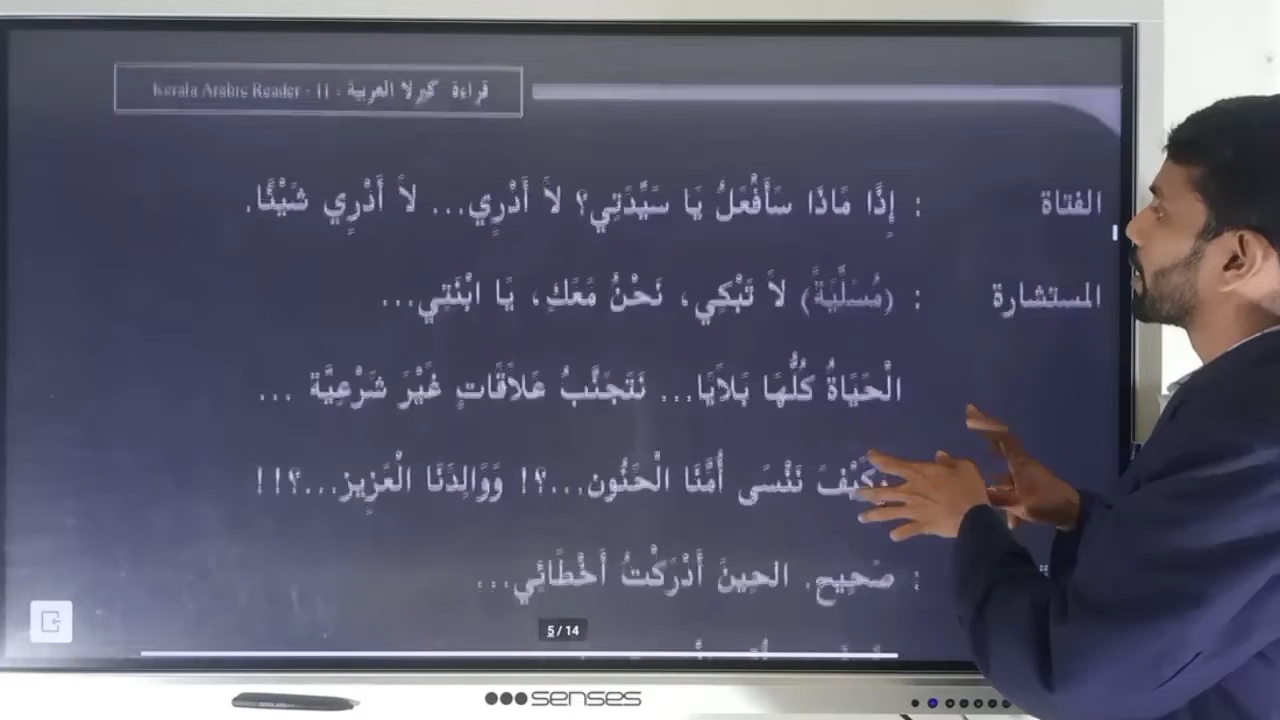 Kerala Arabic Reader - 11 : قراءة كيرلا العربية
الفتاة : إِذًا مَاذَا سَأَفْعَلُ يَا سَيِّدَتِي؟ لاَ أَدْرِي... لاَ أَدْرِي شَيْئًا.
المستشارة : (مُسَلِّيَةً) لاَ تَبْكِي، نَحْنُ مَعَكِ، يَا ابْنَتِي...
الْحَيَاةُ كُلُّهَا بَلاَيَا... نَتَجَنَّبُ عَلاَقَاتٍ غَيْرَ شَرْعِيَّة ...
وَكَيْفَ نَنْسَى أُمَّنَا الْحَنُون...؟! وَوَالِدَنَا الْعَزِيز...؟!!
: صَحِيح. الحِينَ أَدْرَكْتُ أَخْطَائِي...
5 / 14
senses